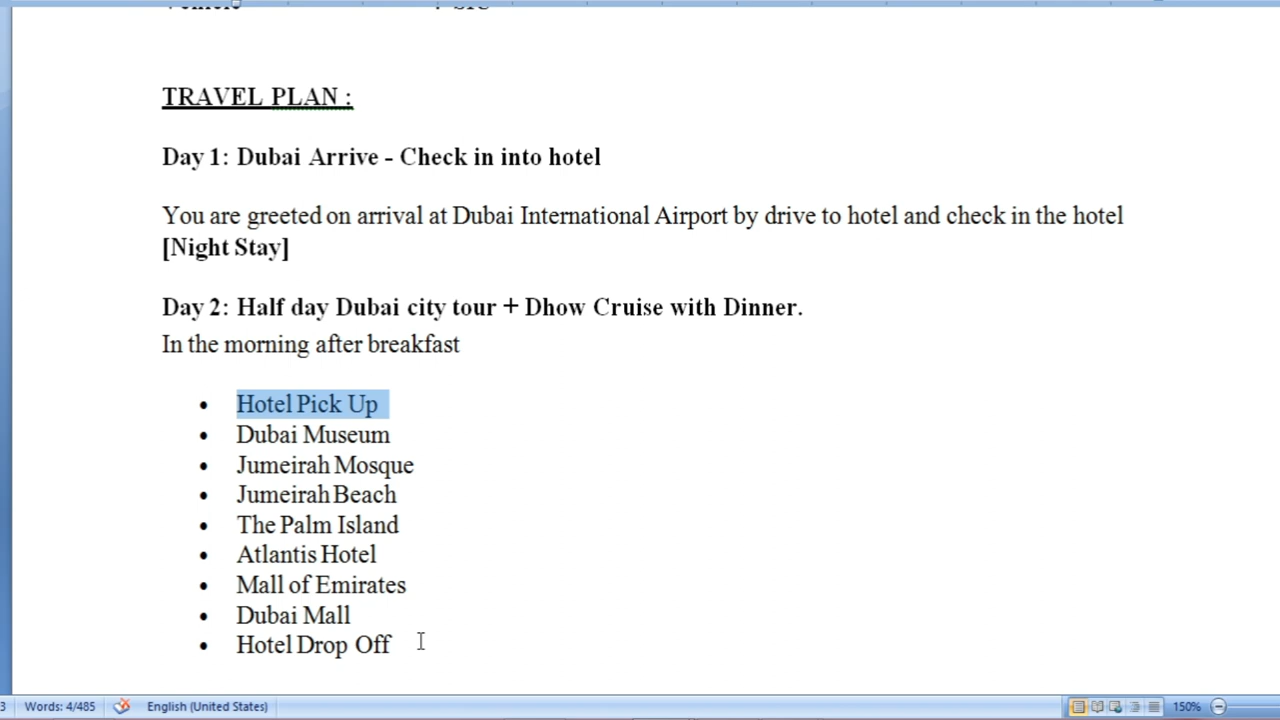 TRAVEL PLAN :
Day 1: Dubai Arrive - Check in into hotel
You are greeted on arrival at Dubai International Airport by drive to hotel and check in the hotel
[Night Stay]
Day 2: Half day Dubai city tour + Dhow Cruise with Dinner.
In the morning after breakfast
• Hotel Pick Up
• Dubai Museum
• Jumeirah Mosque
• Jumeirah Beach
• The Palm Island
• Atlantis Hotel
• Mall of Emirates
• Dubai Mall
• Hotel Drop Off
3 Words: 4/485 English (United States) 150%